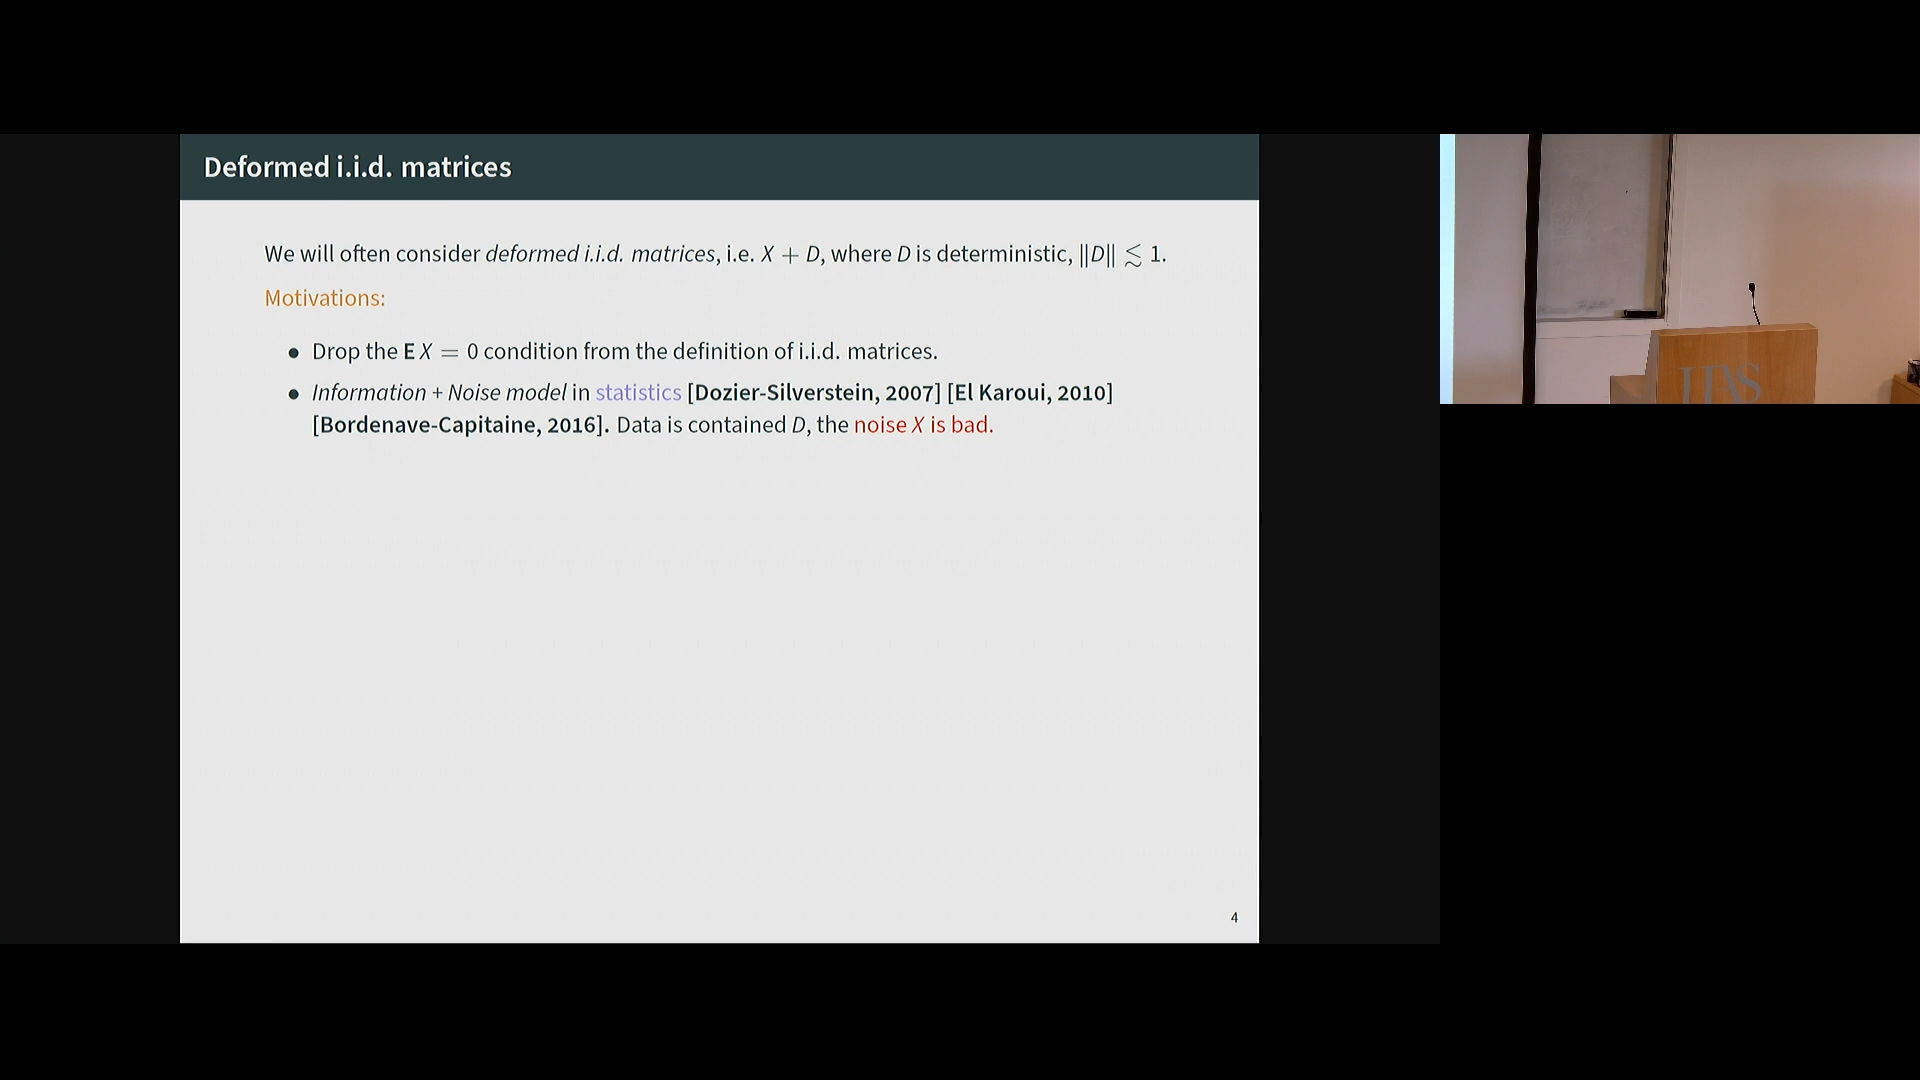 Deformed i.i.d. matrices
We will often consider deformed i.i.d. matrices, i.e. X + D, where D is deterministic, ‖D‖ ≲ 1.
Motivations:
• Drop the E X = 0 condition from the definition of i.i.d. matrices.
• Information + Noise model in statistics [Dozier-Silverstein, 2007] [El Karoui, 2010]
[Bordenave-Capitaine, 2016]. Data is contained D, the noise X is bad.
4